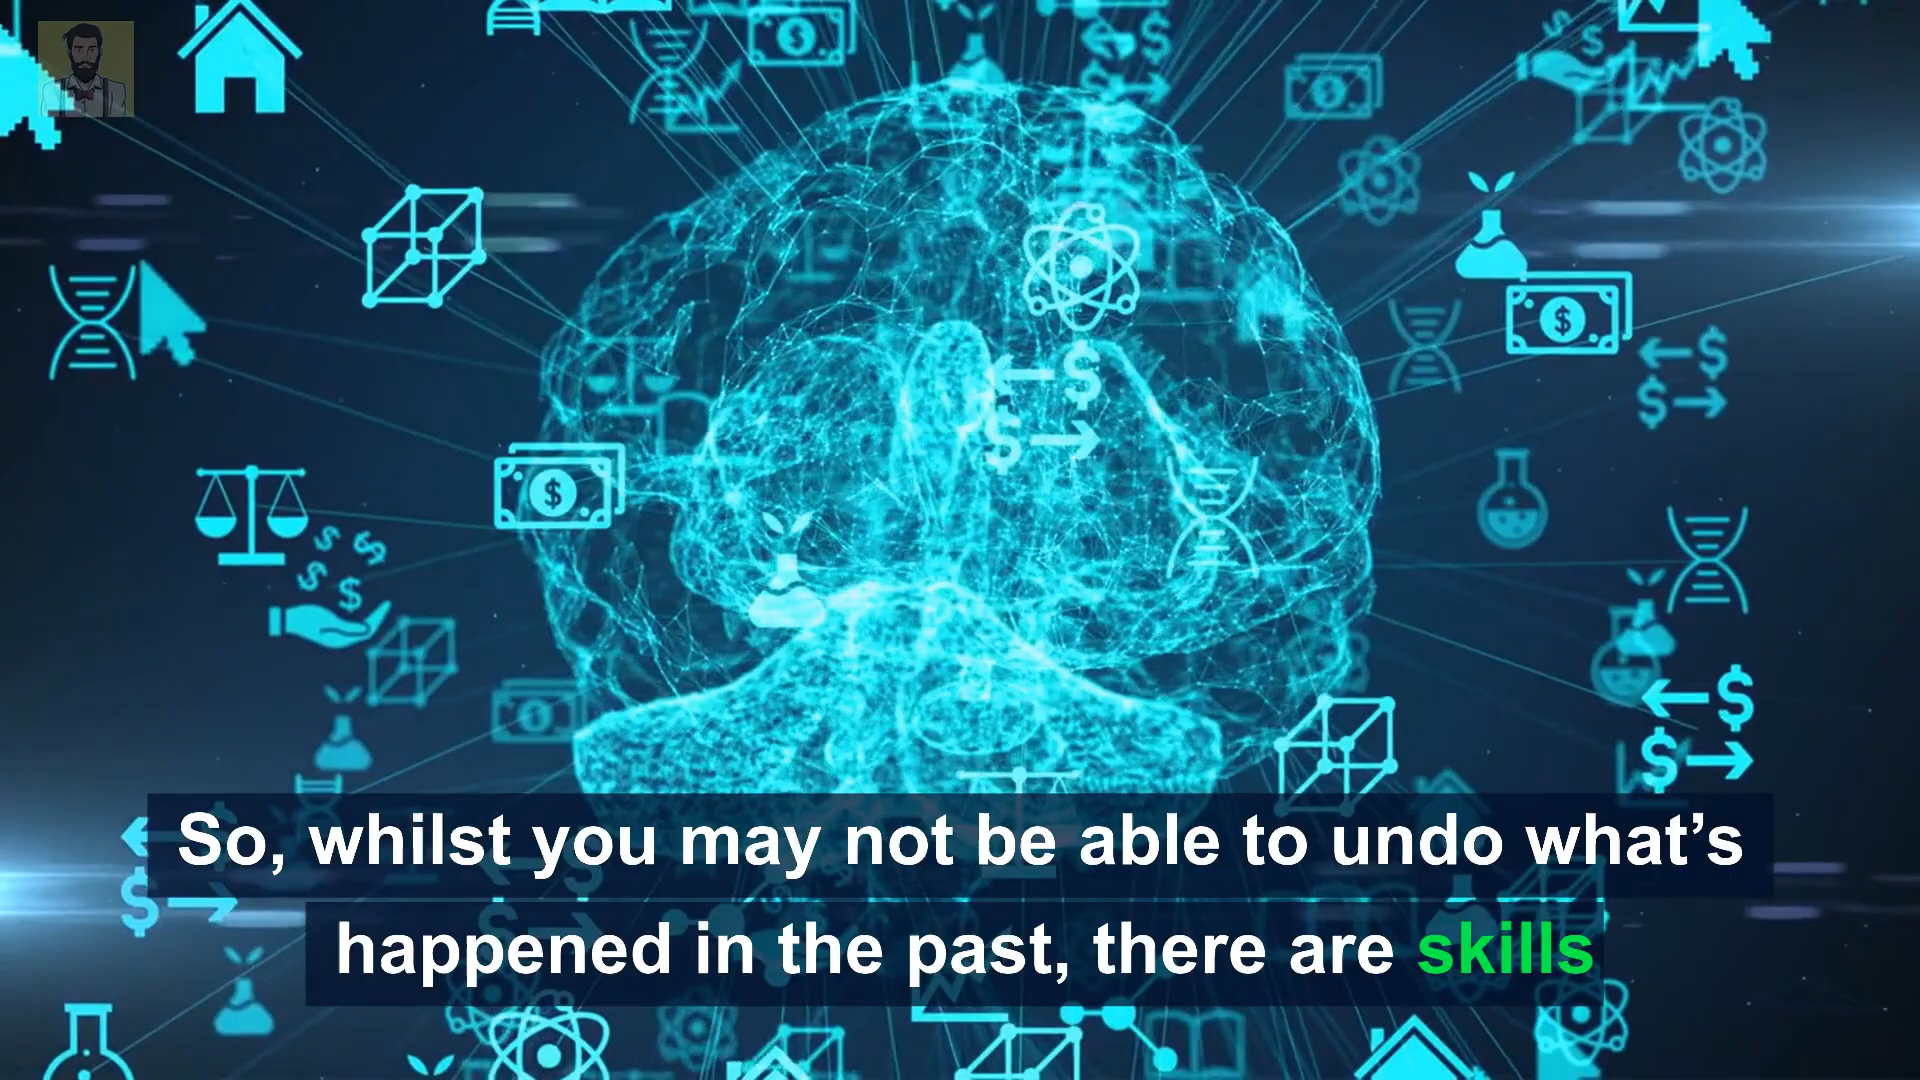 So, whilst you may not be able to undo what’s
happened in the past, there are skills